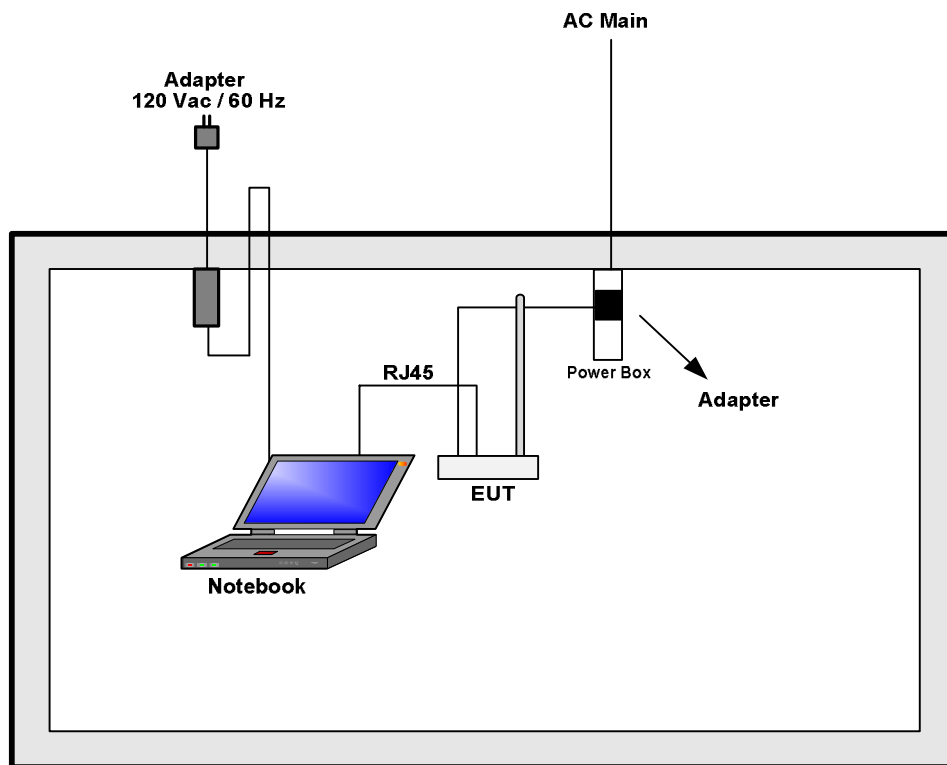 AC Main
Adapter
120 Vac / 60 Hz
RJ45
Power Box
Adapter
EUT
Notebook